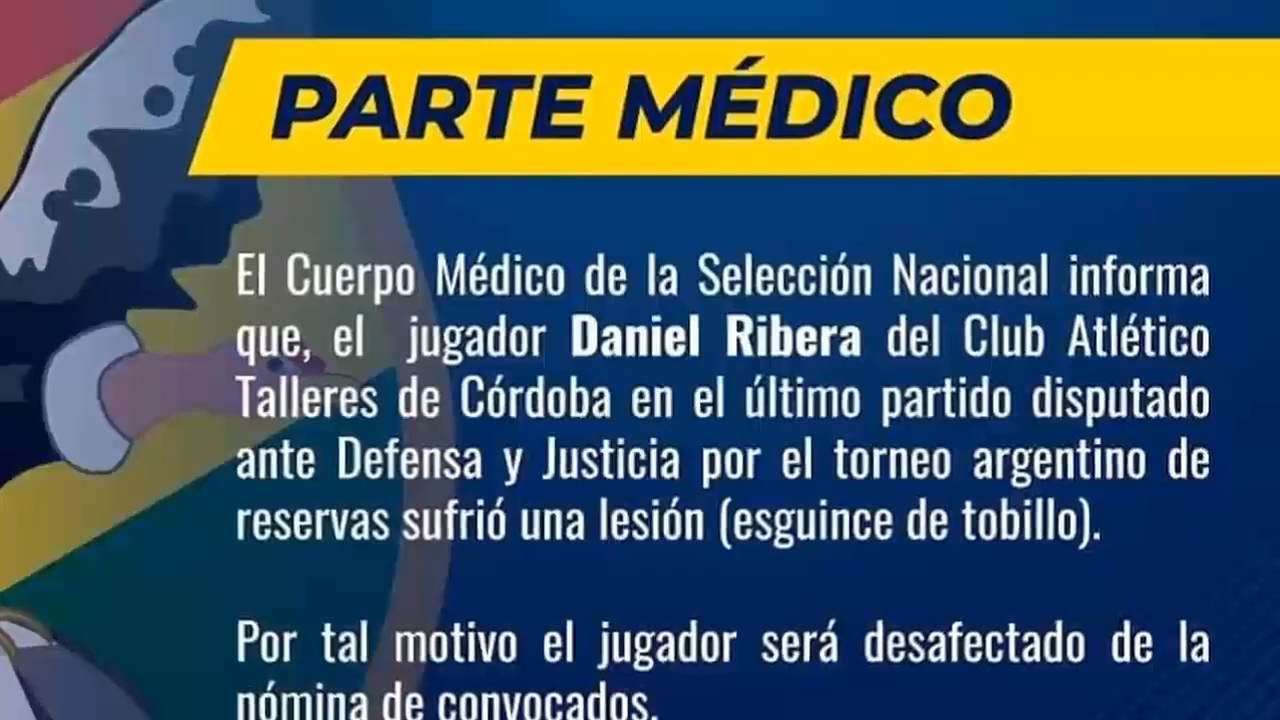 PARTE MÉDICO
El Cuerpo Médico de la Selección Nacional informa
que, el jugador Daniel Ribera del Club Atlético
Talleres de Córdoba en el último partido disputado
ante Defensa y Justicia por el torneo argentino de
reservas sufrió una lesión (esguince de tobillo).
Por tal motivo el jugador será desafectado de la
nómina de convocados.